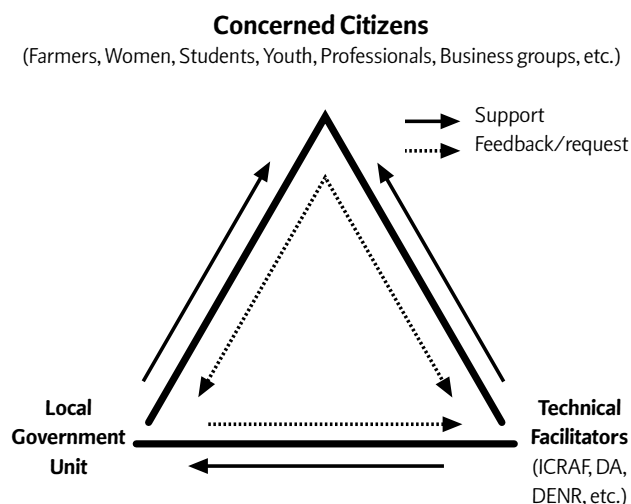 Concerned Citizens
(Farmers, Women, Students, Youth, Professionals, Business groups, etc.)
Support
Feedback/request
Local
Government
Unit
Technical
Facilitators
(ICRAF, DA,
DENR, etc.)